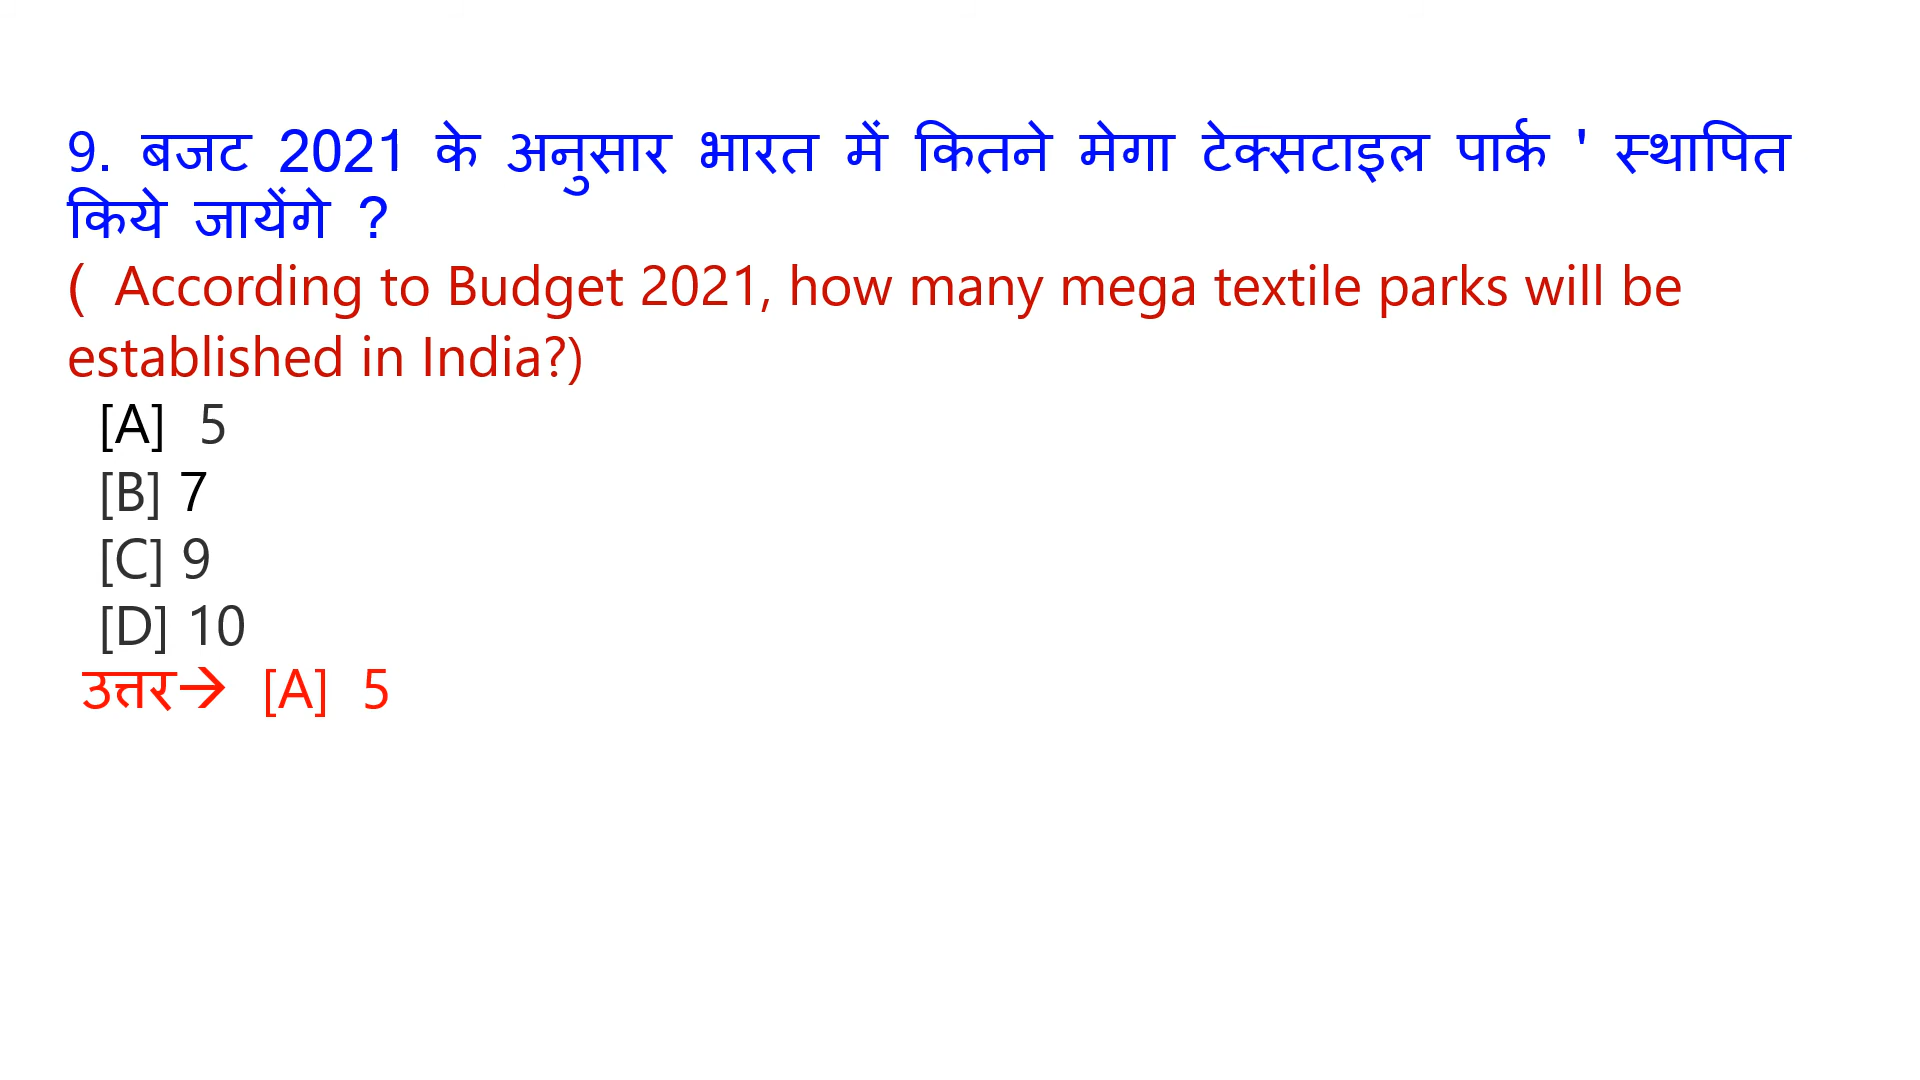 9. बजट 2021 के अनुसार भारत में कितने मेगा टेक्सटाइल पार्क ' स्थापित
किये जायेंगे ?
( According to Budget 2021, how many mega textile parks will be
established in India?)
[A] 5
[B] 7
[C] 9
[D] 10
उत्तर→ [A] 5